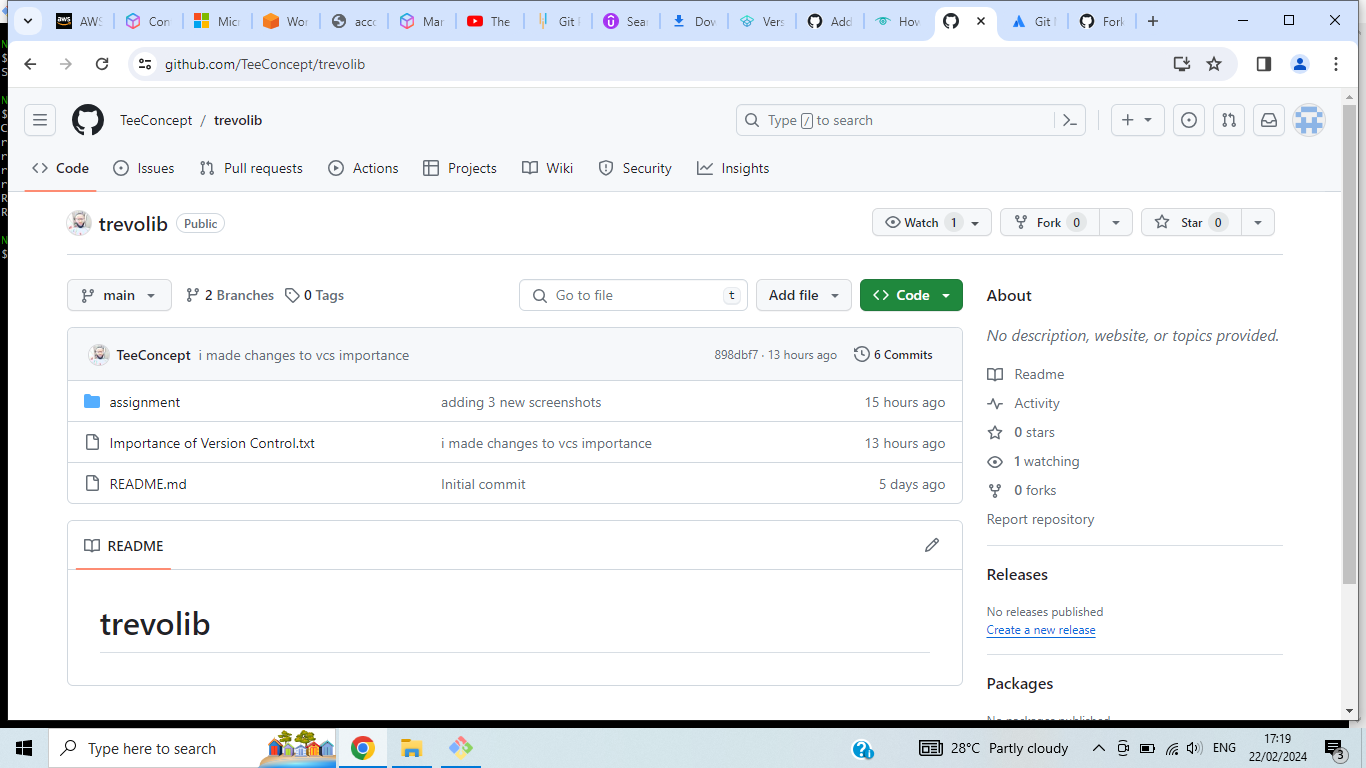 AWS
Con
Micr
Wor
acco
Mar
The
Git F
Sear
Dow
Vers
Add
How
Git M
Fork
github.com/TeeConcept/trevolib
TeeConcept / trevolib
Type / to search
Code
Issues
Pull requests
Actions
Projects
Wiki
Security
Insights
trevolib Public
Watch 1
Fork 0
Star 0
main
2 Branches
0 Tags
Go to file
t
Add file
Code
TeeConcept i made changes to vcs importance 898dbf7 · 13 hours ago 6 Commits
assignment adding 3 new screenshots 15 hours ago
Importance of Version Control.txt i made changes to vcs importance 13 hours ago
README.md Initial commit 5 days ago
README
trevolib
About
No description, website, or topics provided.
Readme
Activity
0 stars
1 watching
0 forks
Report repository
Releases
No releases published
Create a new release
Packages
No packages published
Type here to search
28°C Partly cloudy
ENG
17:19
22/02/2024
3